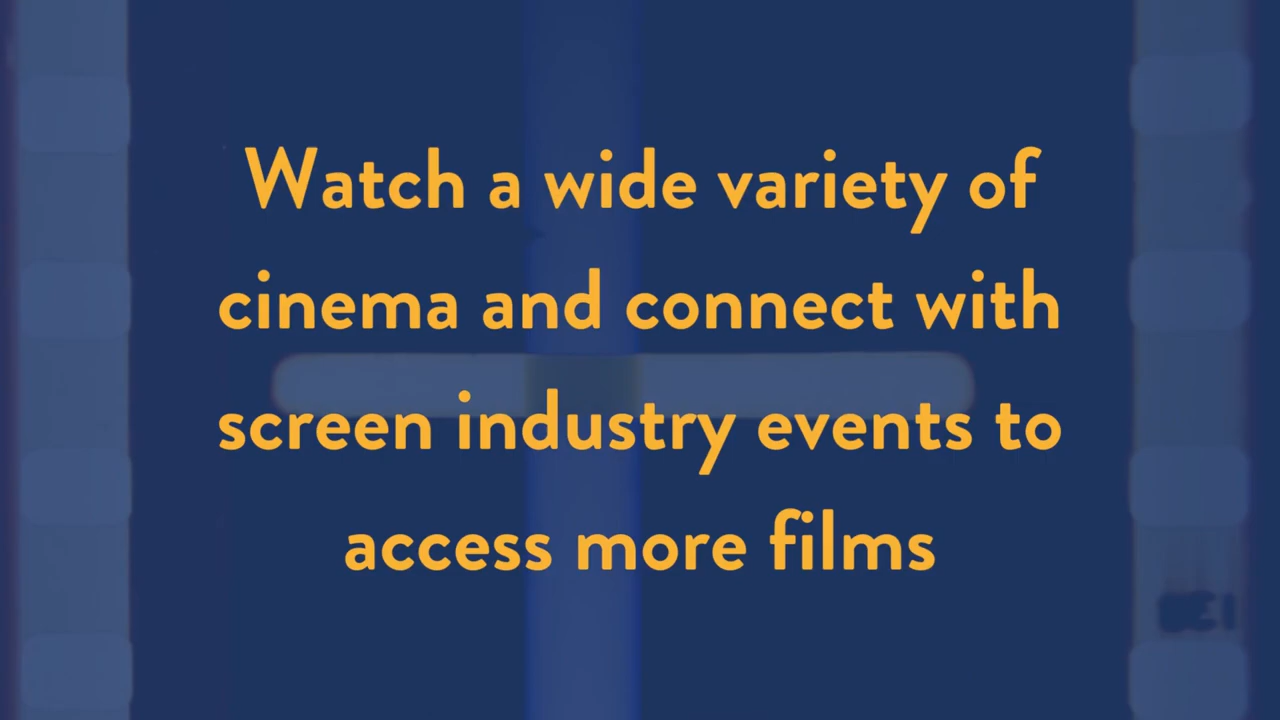 Watch a wide variety of
cinema and connect with
screen industry events to
access more films